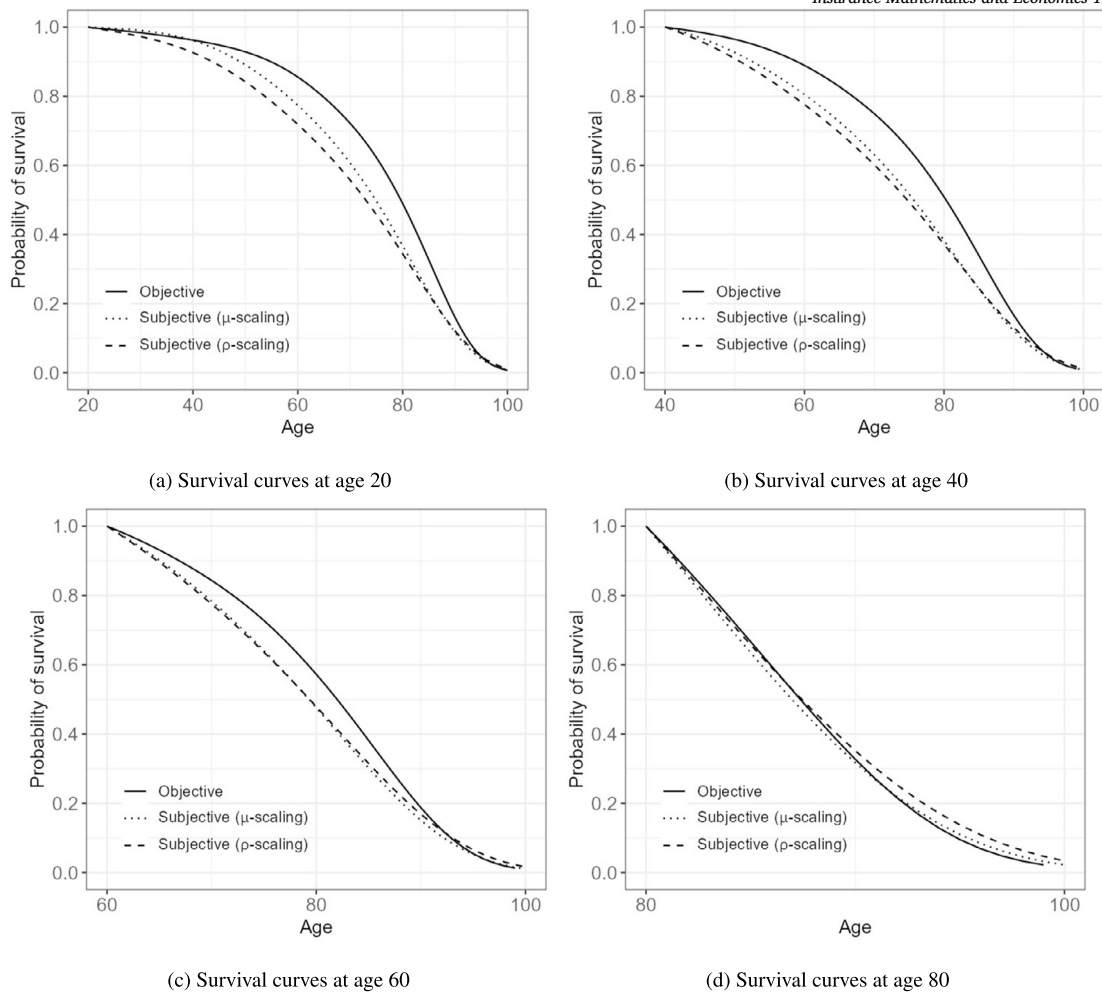 Insurance Mathematics and Economics 1
1.0
0.8
0.6
0.4
0.2
0.0
Probability of survival
Objective
Subjective (μ-scaling)
Subjective (ρ-scaling)
20 40 60 80 100
Age
(a) Survival curves at age 20
1.0
0.8
0.6
0.4
0.2
0.0
Probability of survival
Objective
Subjective (μ-scaling)
Subjective (ρ-scaling)
40 60 80 100
Age
(b) Survival curves at age 40
1.0
0.8
0.6
0.4
0.2
0.0
Probability of survival
Objective
Subjective (μ-scaling)
Subjective (ρ-scaling)
60 80 100
Age
(c) Survival curves at age 60
1.0
0.8
0.6
0.4
0.2
0.0
Probability of survival
Objective
Subjective (μ-scaling)
Subjective (ρ-scaling)
80 100
Age
(d) Survival curves at age 80